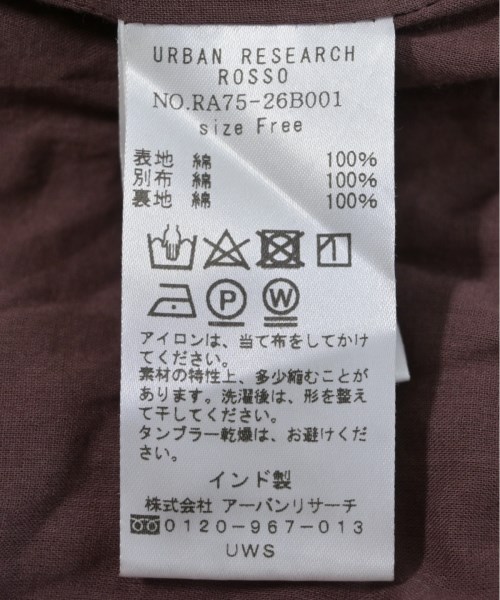 URBAN RESEARCH
ROSSO
NO.RA75-26B001
size Free
表地 綿 100%
別布 綿 100%
裏地 綿 100%
P W
アイロンは、当て布をしてかけ
てください。
素材の特性上、多少縮むことが
あります。洗濯後は、形を整え
て干してください。
タンブラー乾燥は、お避けくだ
さい。
インド製
株式会社 アーバンリサーチ
0120-967-013
UWS